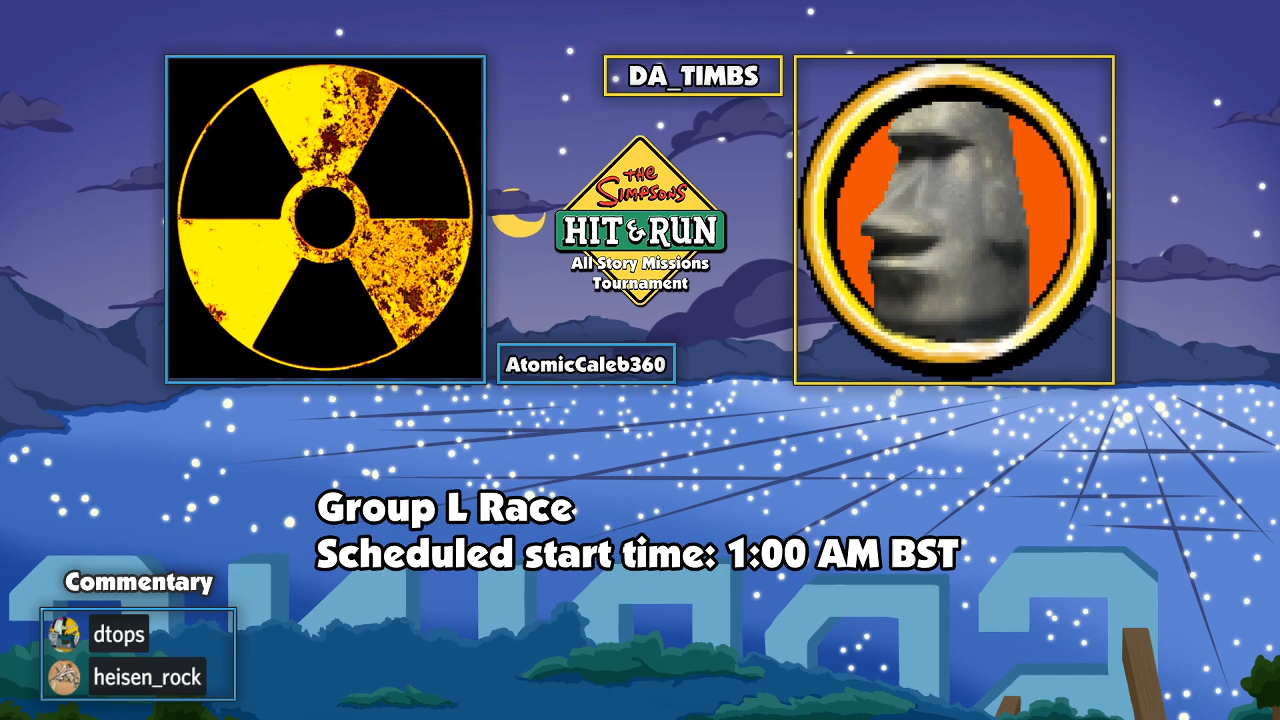 DA_TIMBS
THE
SIMPSONS
HIT & RUN
All Story Missions
Tournament
AtomicCaleb360
Group L Race
Scheduled start time: 1:00 AM BST
Commentary
dtops
heisen_rock